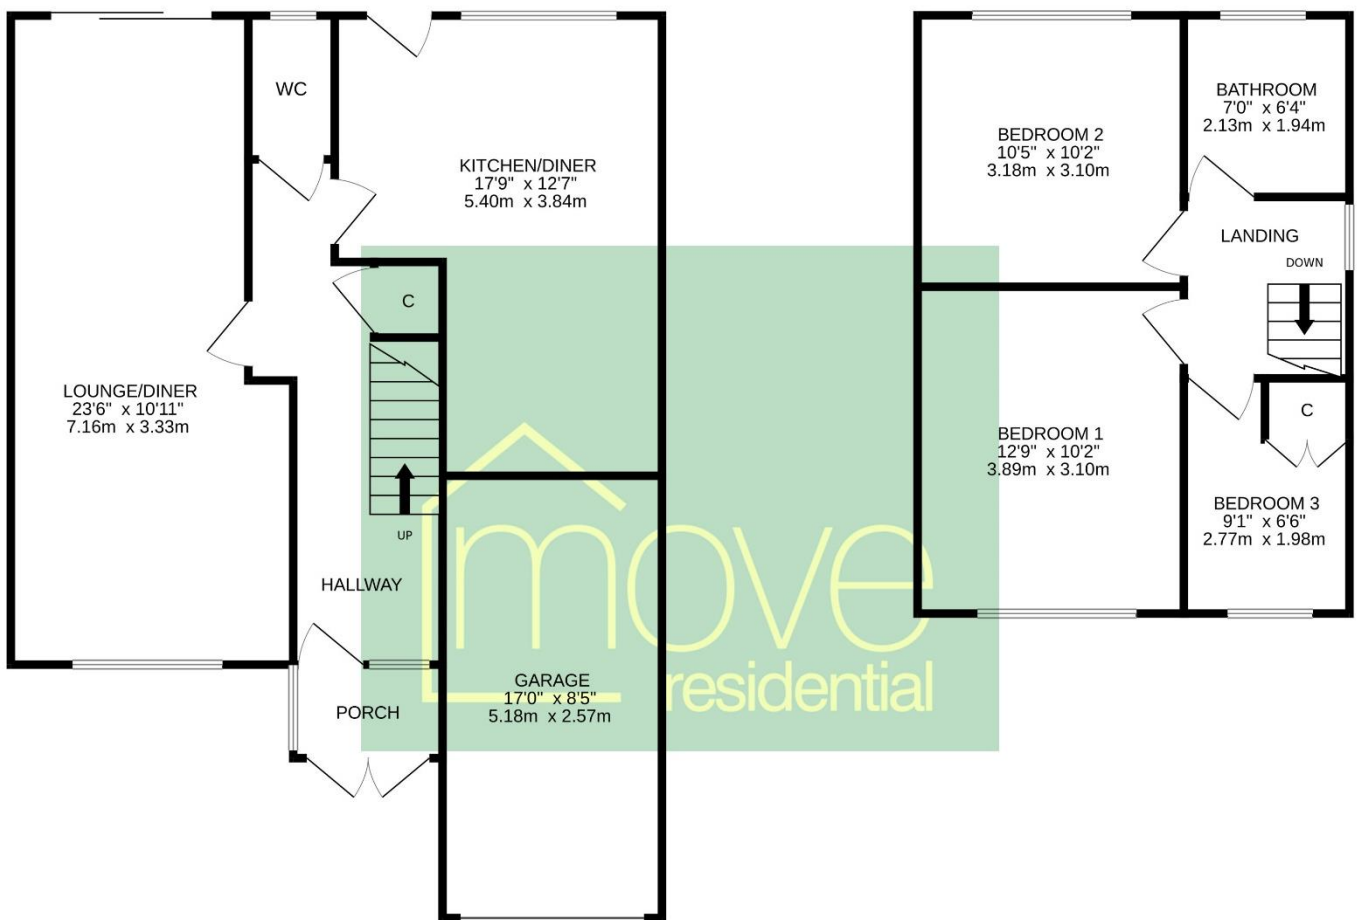 WC
KITCHEN/DINER
17'9" x 12'7"
5.40m x 3.84m
C
LOUNGE/DINER
23'6" x 10'11"
7.16m x 3.33m
UP
HALLWAY
PORCH
GARAGE
17'0" x 8'5"
5.18m x 2.57m
BEDROOM 2
10'5" x 10'2"
3.18m x 3.10m
BATHROOM
7'0" x 6'4"
2.13m x 1.94m
LANDING
DOWN
BEDROOM 1
12'9" x 10'2"
3.89m x 3.10m
C
BEDROOM 3
9'1" x 6'6"
2.77m x 1.98m
move
residential